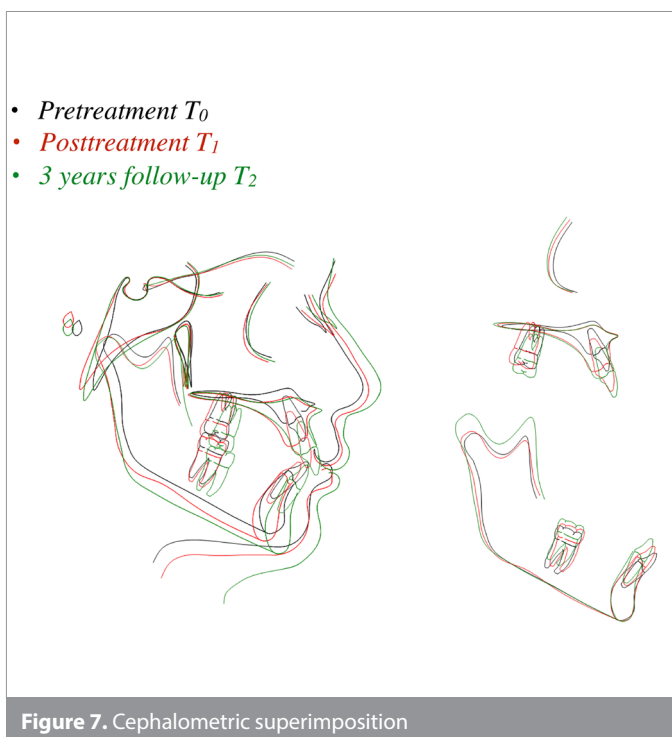 • Pretreatment T0
• Posttreatment T1
• 3 years follow-up T2
Figure 7. Cephalometric superimposition